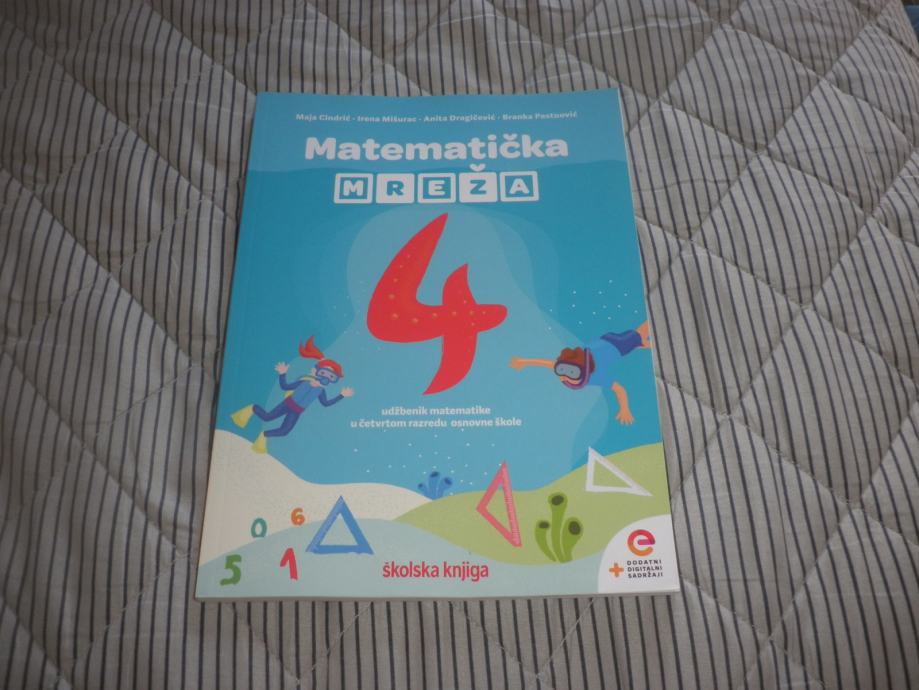 Maja Cindrić · Irena Mišurac · Anita Dragičević · Branka Pastuović
Matematička
MREŽA
4
udžbenik matematike
u četvrtom razredu osnovne škole
0 6
5 1
školska knjiga
e
+ DODATNI
DIGITALNI
SADRŽAJI